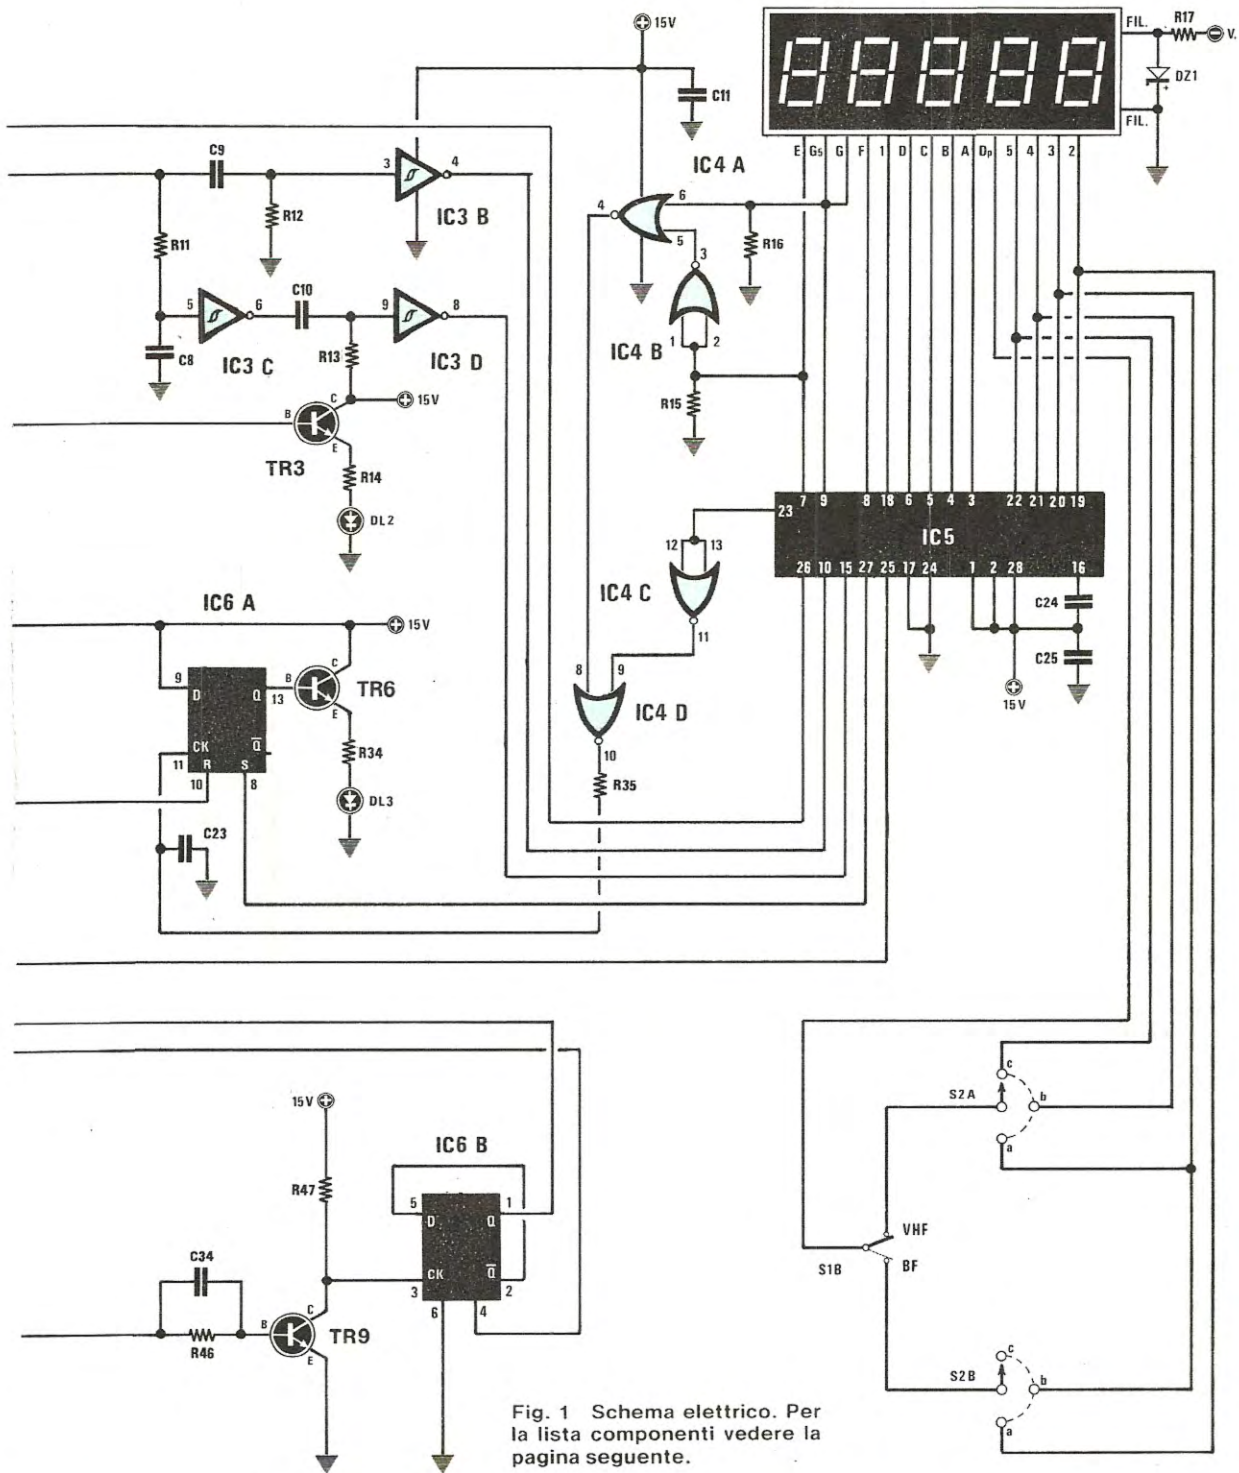 15V
FIL.
R17
V.
DZ1
FIL.
C11
E G5 G F 1 D C B A Dp 5 4 3 2
C9
3
4
IC3 B
R12
R11
IC4 A
4
6
5
R16
3
1
2
IC4 B
R15
5
6
C10
9
8
C8
IC3 C
R13
IC3 D
15V
C
B
E
TR3
R14
DL2
7 9 8 18 6 5 4 3 22 21 20 19
23
IC5
26 10 15 27 25 17 24 1 2 28 16
12
13
IC4 C
11
C24
C25
15V
IC6 A
15V
9
D
Q
13
B
C
E
TR6
CK
Q
11
R
S
10
8
R34
DL3
8
9
IC4 D
10
R35
C23
15V
IC6 B
R47
5
D
Q
1
CK
Q
3
2
6
4
C34
R46
B
C
E
TR9
c
S2A
b
a
VHF
S1B
BF
c
S2B
b
a
Fig. 1 Schema elettrico. Per
la lista componenti vedere la
pagina seguente.